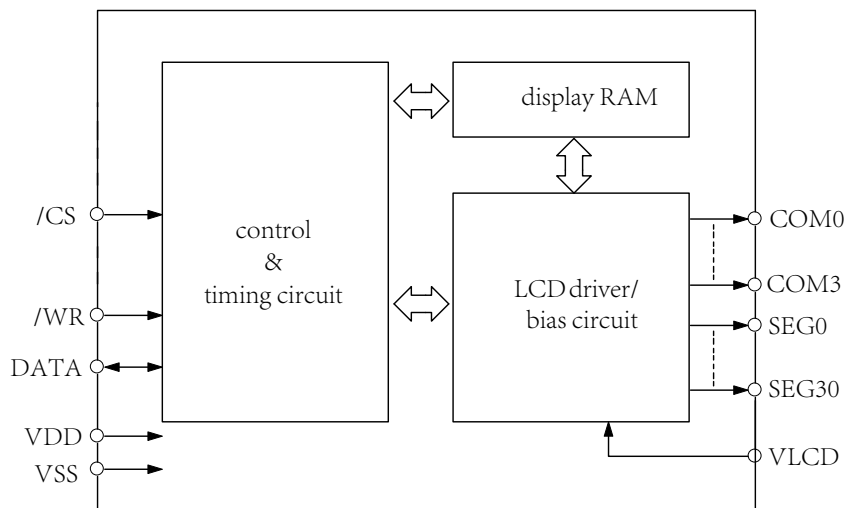 display RAM
/CS
control
&
timing circuit
/WR
DATA
VDD
VSS
LCD driver/
bias circuit
COM0
COM3
SEG0
SEG30
VLCD